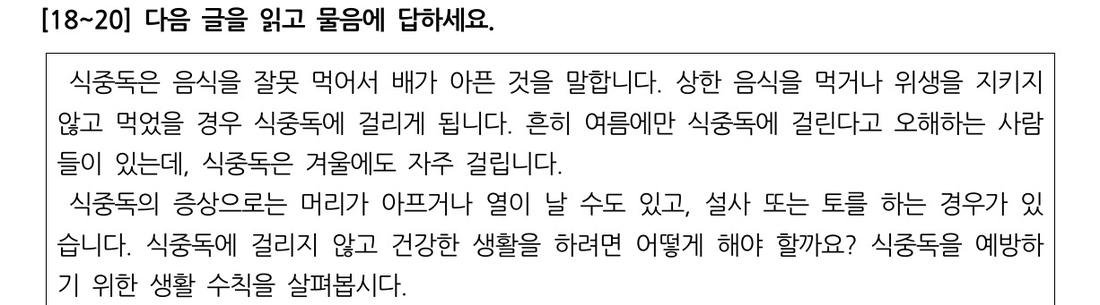 [18~20] 다음 글을 읽고 물음에 답하세요.
식중독은 음식을 잘못 먹어서 배가 아픈 것을 말합니다. 상한 음식을 먹거나 위생을 지키지
않고 먹었을 경우 식중독에 걸리게 됩니다. 흔히 여름에만 식중독에 걸린다고 오해하는 사람
들이 있는데, 식중독은 겨울에도 자주 걸립니다.
식중독의 증상으로는 머리가 아프거나 열이 날 수도 있고, 설사 또는 토를 하는 경우가 있
습니다. 식중독에 걸리지 않고 건강한 생활을 하려면 어떻게 해야 할까요? 식중독을 예방하
기 위한 생활 수칙을 살펴봅시다.